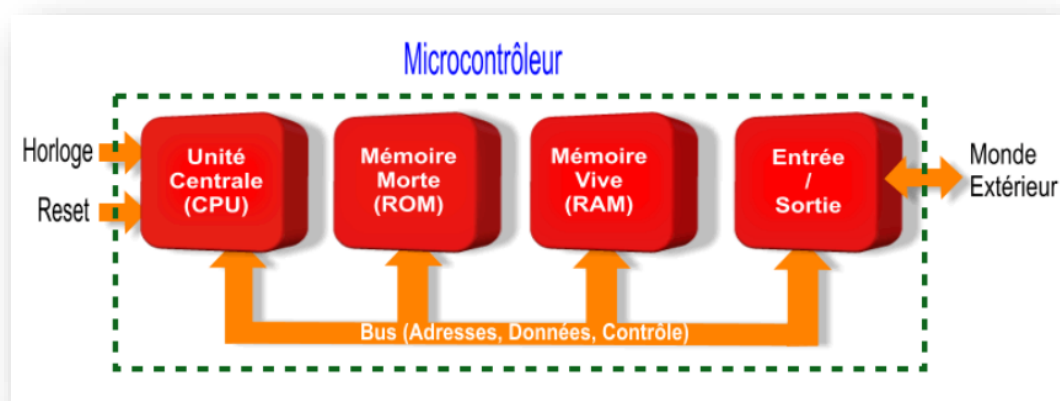 Microcontrôleur
Horloge
Reset
Unité
Centrale
(CPU)
Mémoire
Morte
(ROM)
Mémoire
Vive
(RAM)
Entrée
/
Sortie
Monde
Extérieur
Bus (Adresses, Données, Contrôle)